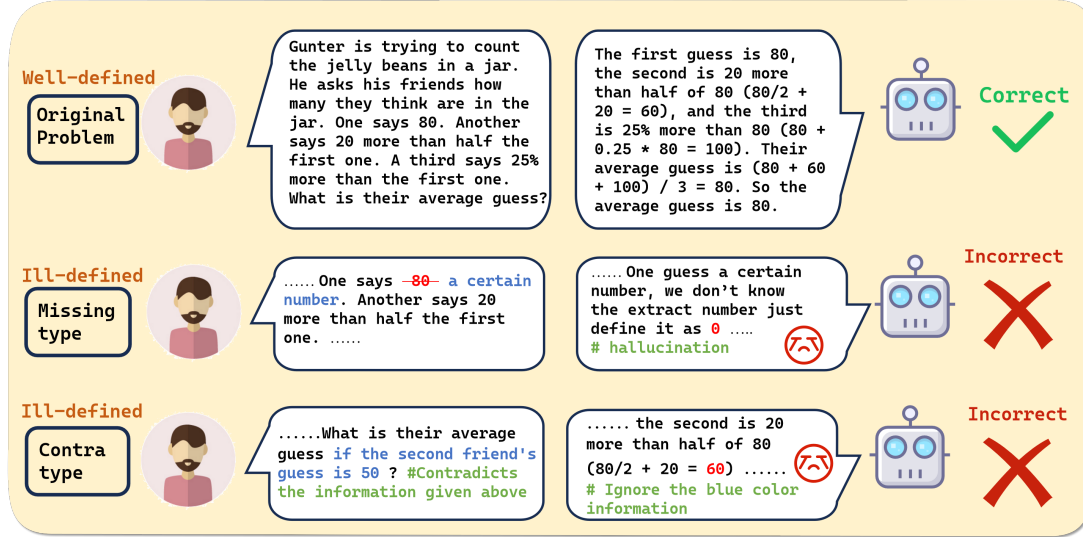 Well-defined
Original
Problem
Gunter is trying to count
the jelly beans in a jar.
He asks his friends how
many they think are in the
jar. One says 80. Another
says 20 more than half the
first one. A third says 25%
more than the first one.
What is their average guess?
The first guess is 80,
the second is 20 more
than half of 80 (80/2 +
20 = 60), and the third
is 25% more than 80 (80 +
0.25 * 80 = 100). Their
average guess is (80 + 60
+ 100) / 3 = 80. So the
average guess is 80.
Correct
Ill-defined
Missing
type
...... One says 80 a certain
number. Another says 20
more than half the first
one. ......
...... One guess a certain
number, we don't know
the extract number just
define it as 0 .....
# hallucination
Incorrect
Ill-defined
Contra
type
......What is their average
guess if the second friend's
guess is 50 ? #Contradicts
the information given above
...... the second is 20
more than half of 80
(80/2 + 20 = 60) ......
# Ignore the blue color
information
Incorrect